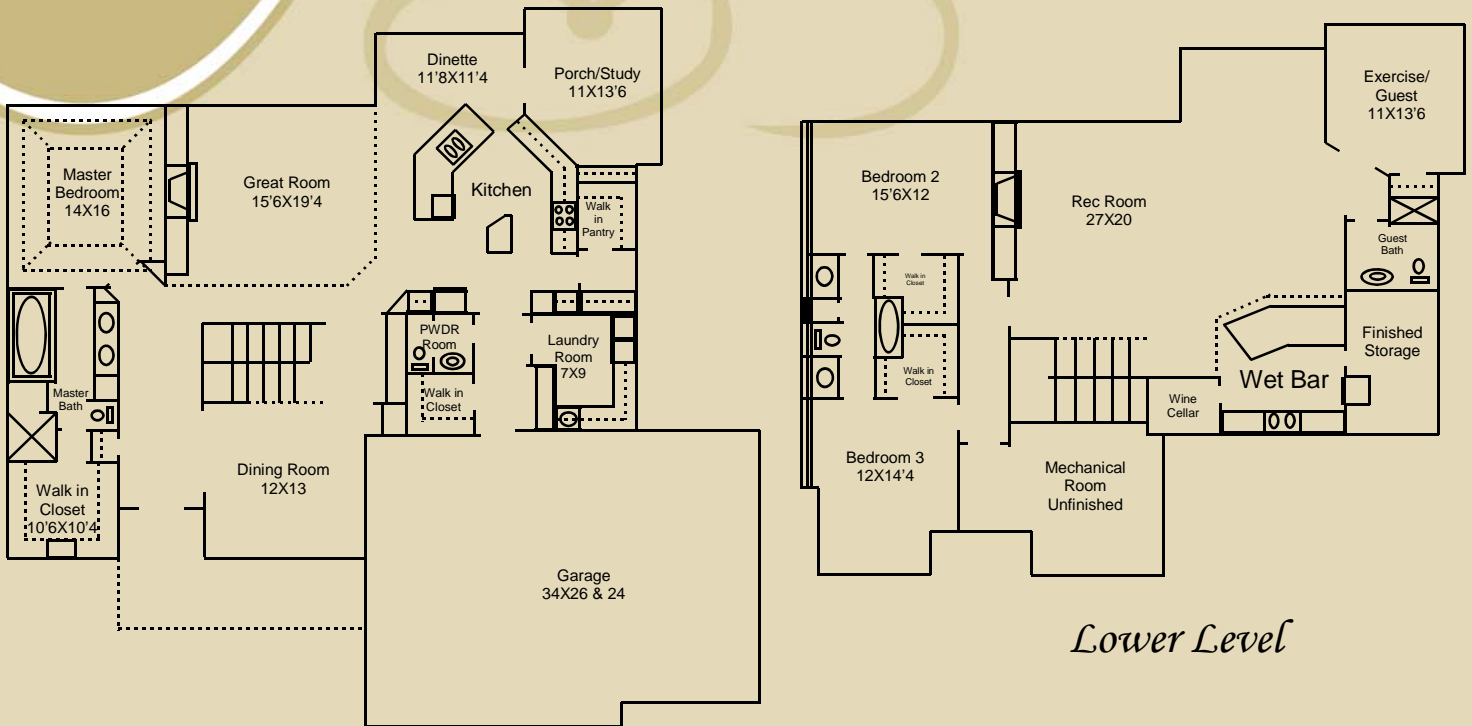 Dinette
11'8X11'4
Porch/Study
11X13'6
Master
Bedroom
14X16
Great Room
15'6X19'4
Kitchen
Walk
in
Pantry
PWDR
Room
Laundry
Room
7X9
Master
Bath
Walk in
Closet
Dining Room
12X13
Walk in
Closet
10'6X10'4
Garage
34X26 & 24
Exercise/
Guest
11X13'6
Bedroom 2
15'6X12
Rec Room
27X20
Guest
Bath
Walk in
Closet
Finished
Storage
Walk in
Closet
Wet Bar
Wine
Cellar
Bedroom 3
12X14'4
Mechanical
Room
Unfinished
Lower Level